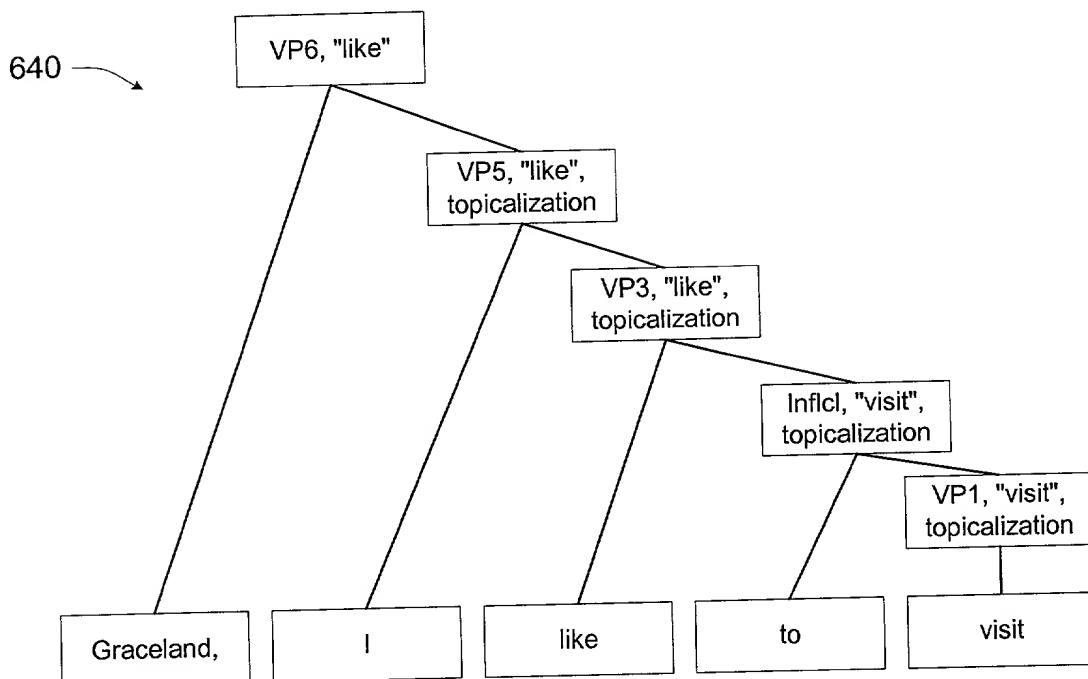 640
VP6, "like"
VP5, "like",
topicalization
VP3, "like",
topicalization
Inflcl, "visit",
topicalization
VP1, "visit",
topicalization
Graceland,
I
like
to
visit